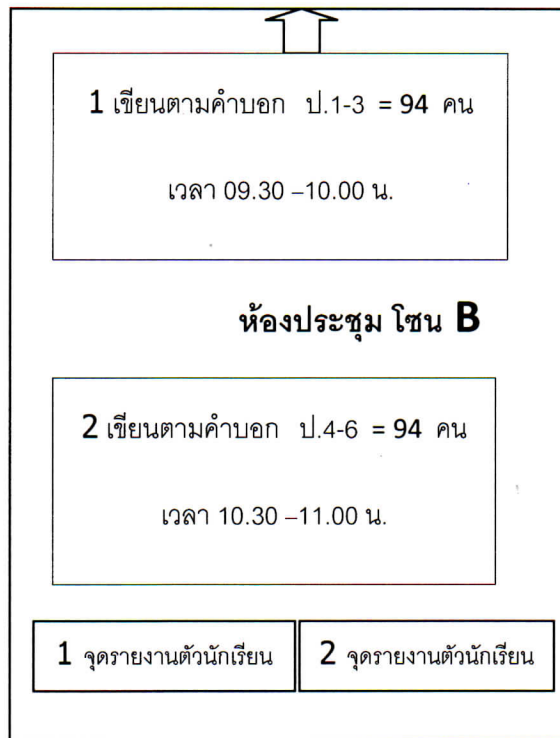 1 เขียนตามคำบอก ป.1-3 = 94 คน
เวลา 09.30 –10.00 น.
ห้องประชุม โซน B
2 เขียนตามคำบอก ป.4-6 = 94 คน
เวลา 10.30 –11.00 น.
1 จุดรายงานตัวนักเรียน
2 จุดรายงานตัวนักเรียน